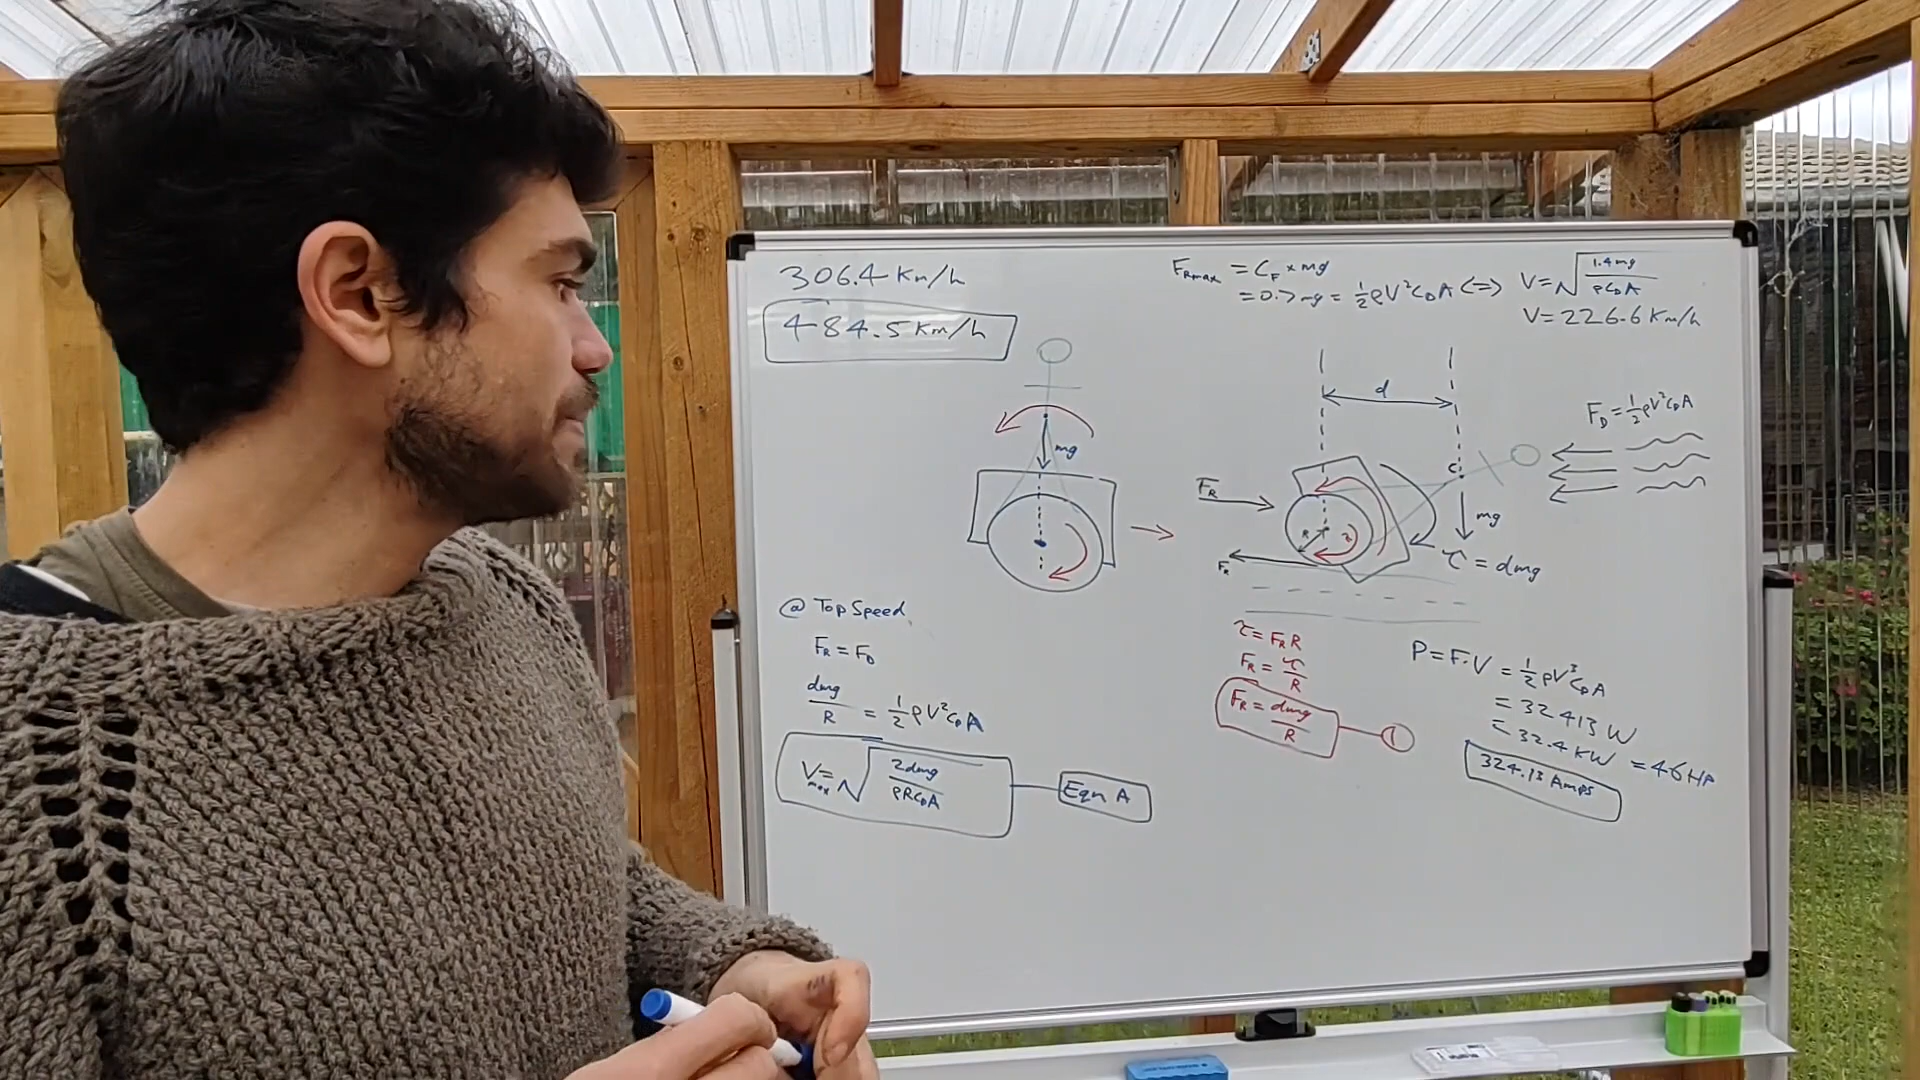 306.4 Km/h
484.5 Km/h
F_Rmax = C_F × mg
= 0.7 mg = ½ρV²C_DA <=> V = √(1.4mg / ρC_DA)
V = 226.6 Km/h
d
F_D = ½ρV²C_DA
mg
F_R
C
mg
R
τ
F_R
τ = dmg
@ Top Speed
F_R = F_D
dmg / R = ½ρV²C_DA
V_max = √(2dmg / ρRC_DA)
Eqn A
τ = F_R R
F_R = τ / R
F_R = dmg / R
1
P = F·V = ½ρV³C_DA
= 32413 W
= 32.4 KW = 46 HP
324.13 Amps